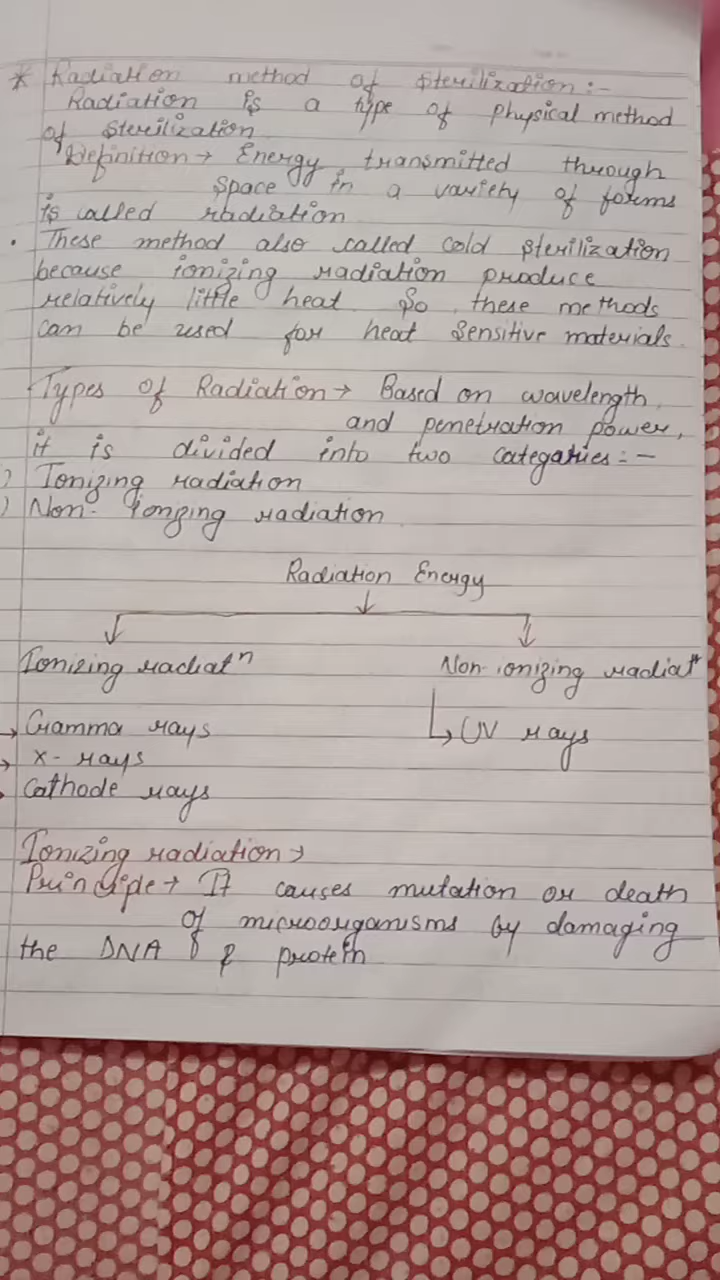 * Radiation method of Sterilization:-
Radiation is a type of Physical method
of Sterilization
Definition → Energy transmitted through
space in a variety of forms
is called radiation
• These method also called cold sterilization
because ionizing radiation produce
relatively little heat. So these methods
can be used for heat sensitive materials.
Types of Radiation → Based on wavelength
and penetration power,
it is divided into two categaries:-
) Ionizing radiation
) Non-Ionzing radiation
Radiation Energy
Ionizing radiatⁿ
Non-ionizing radiatⁿ
→ Gramma rays
↳ UV rays
→ X-rays
Cathode rays
Ionizing radiation →
Principle → It causes mutation or death
of microorganisms by damaging
the DNA & protein